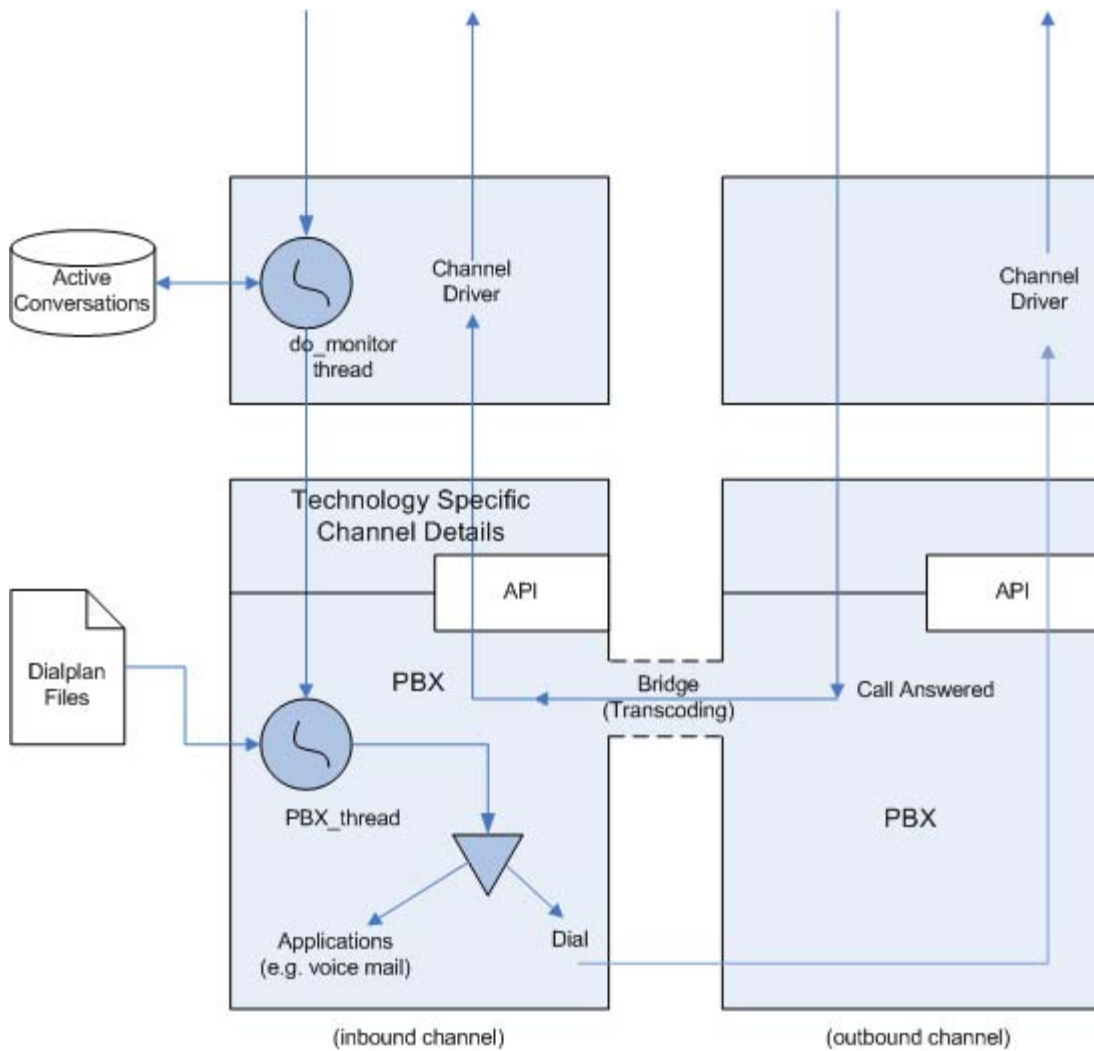 Active
Conversations
do_monitor
thread
Channel
Driver
Channel
Driver
Technology Specific
Channel Details
API
API
Dialplan
Files
PBX
Bridge
(Transcoding)
Call Answered
PBX_thread
PBX
Applications
(e.g. voice mail)
Dial
(inbound channel)
(outbound channel)